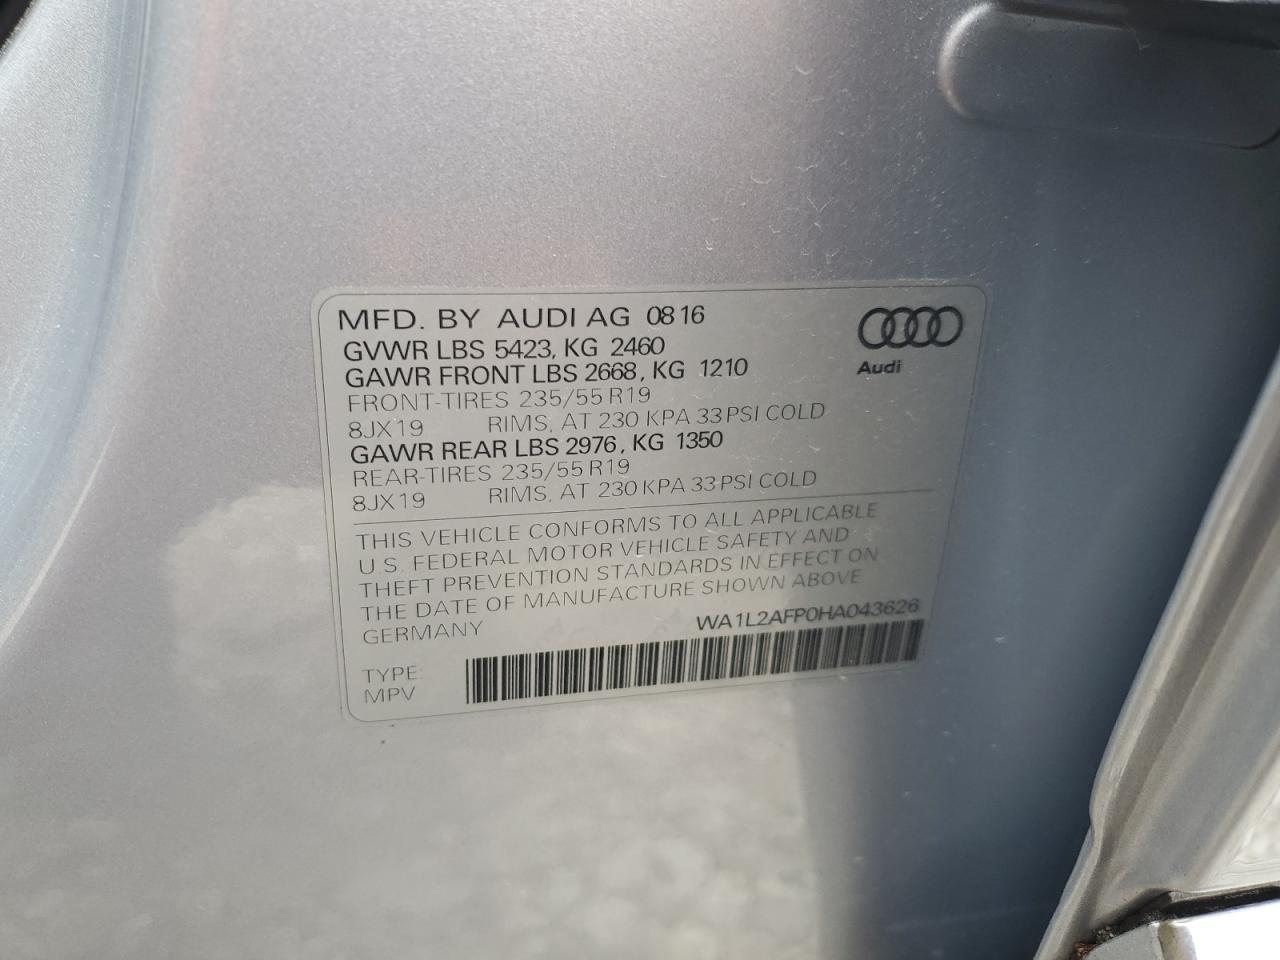 MFD. BY AUDI AG 0816
GVWR LBS 5423, KG 2460
GAWR FRONT LBS 2668, KG 1210
FRONT-TIRES 235/55 R19
8JX19 RIMS, AT 230 KPA 33 PSI COLD
GAWR REAR LBS 2976, KG 1350
REAR-TIRES 235/55 R19
8JX19 RIMS, AT 230 KPA 33 PSI COLD
Audi
THIS VEHICLE CONFORMS TO ALL APPLICABLE
U.S. FEDERAL MOTOR VEHICLE SAFETY AND
THEFT PREVENTION STANDARDS IN EFFECT ON
THE DATE OF MANUFACTURE SHOWN ABOVE
GERMANY WA1L2AFP0HA043626
TYPE:
MPV